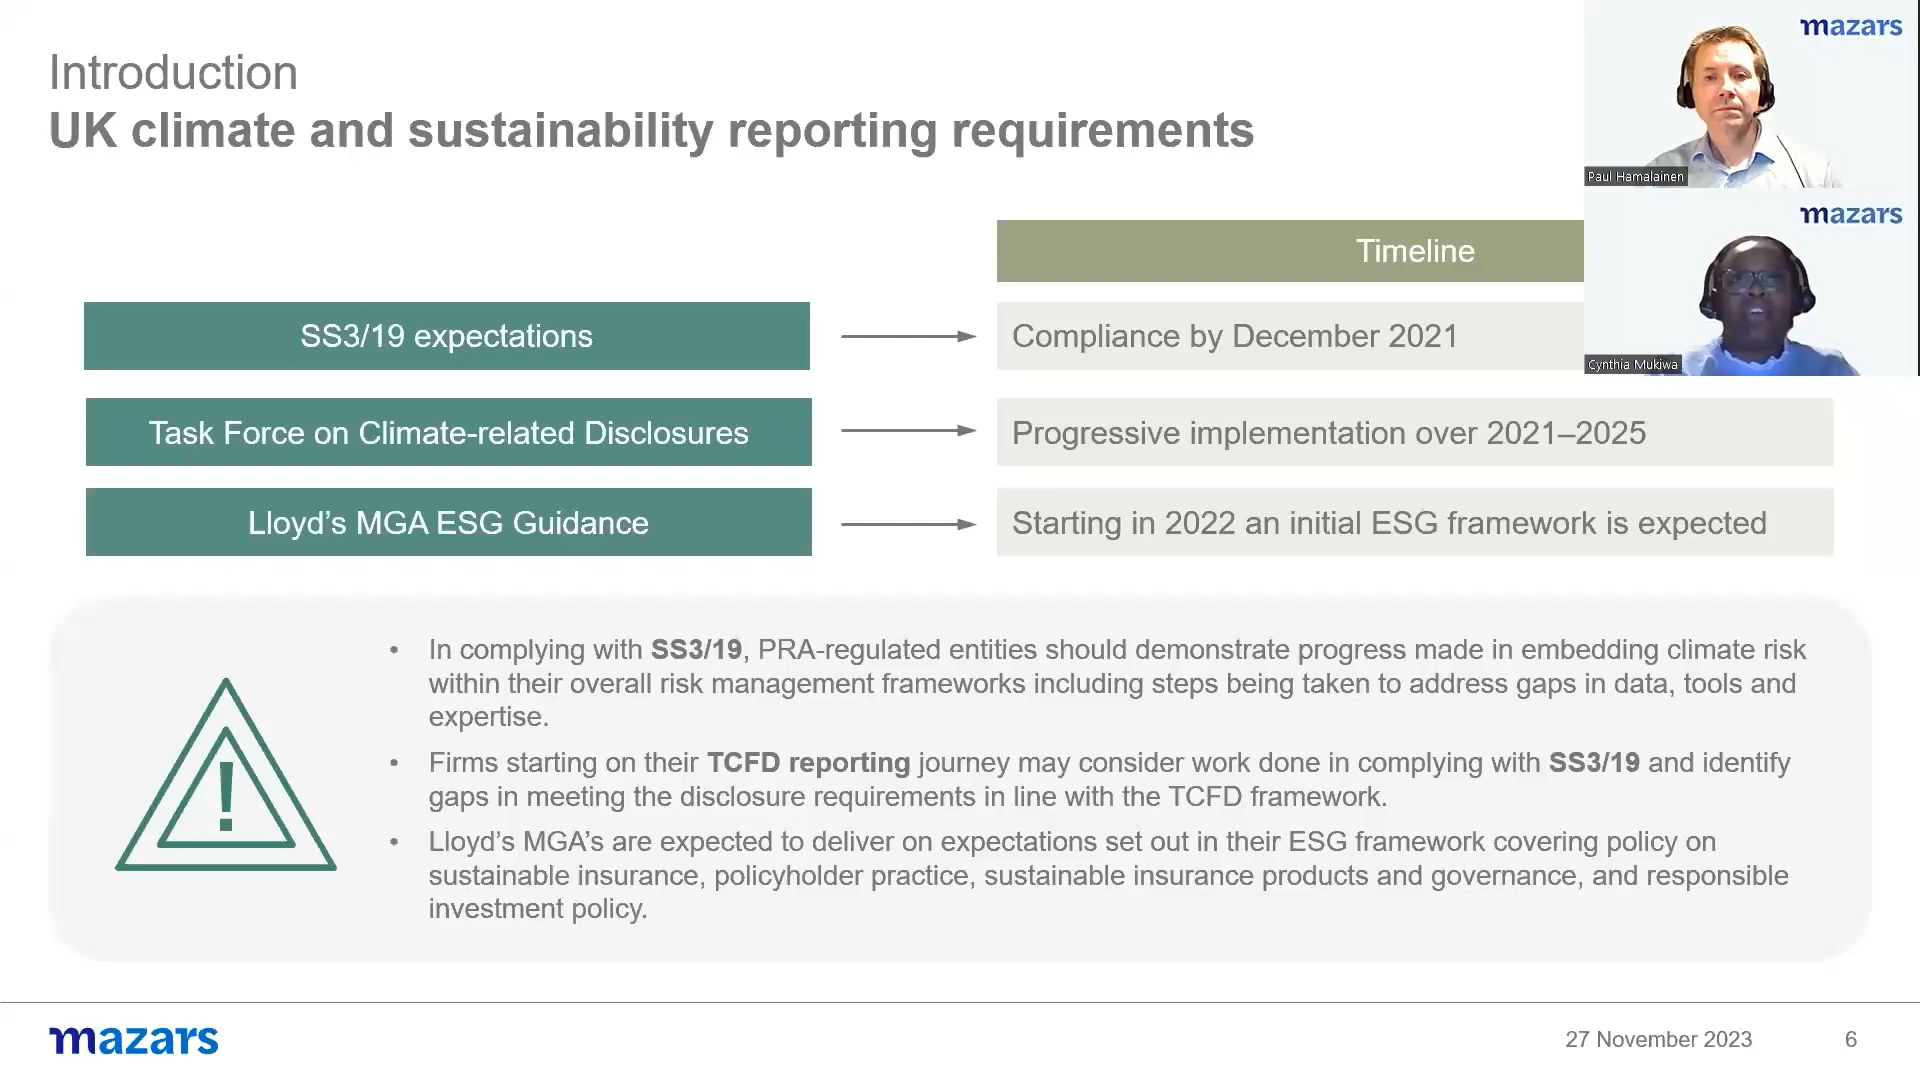 Introduction
UK climate and sustainability reporting requirements
mazars
Paul Hamalainen
mazars
Cynthia Mukiwa
Timeline
SS3/19 expectations
Compliance by December 2021
Task Force on Climate-related Disclosures
Progressive implementation over 2021–2025
Lloyd’s MGA ESG Guidance
Starting in 2022 an initial ESG framework is expected
• In complying with SS3/19, PRA-regulated entities should demonstrate progress made in embedding climate risk
within their overall risk management frameworks including steps being taken to address gaps in data, tools and
expertise.
• Firms starting on their TCFD reporting journey may consider work done in complying with SS3/19 and identify
gaps in meeting the disclosure requirements in line with the TCFD framework.
• Lloyd’s MGA’s are expected to deliver on expectations set out in their ESG framework covering policy on
sustainable insurance, policyholder practice, sustainable insurance products and governance, and responsible
investment policy.
!
mazars
27 November 2023
6